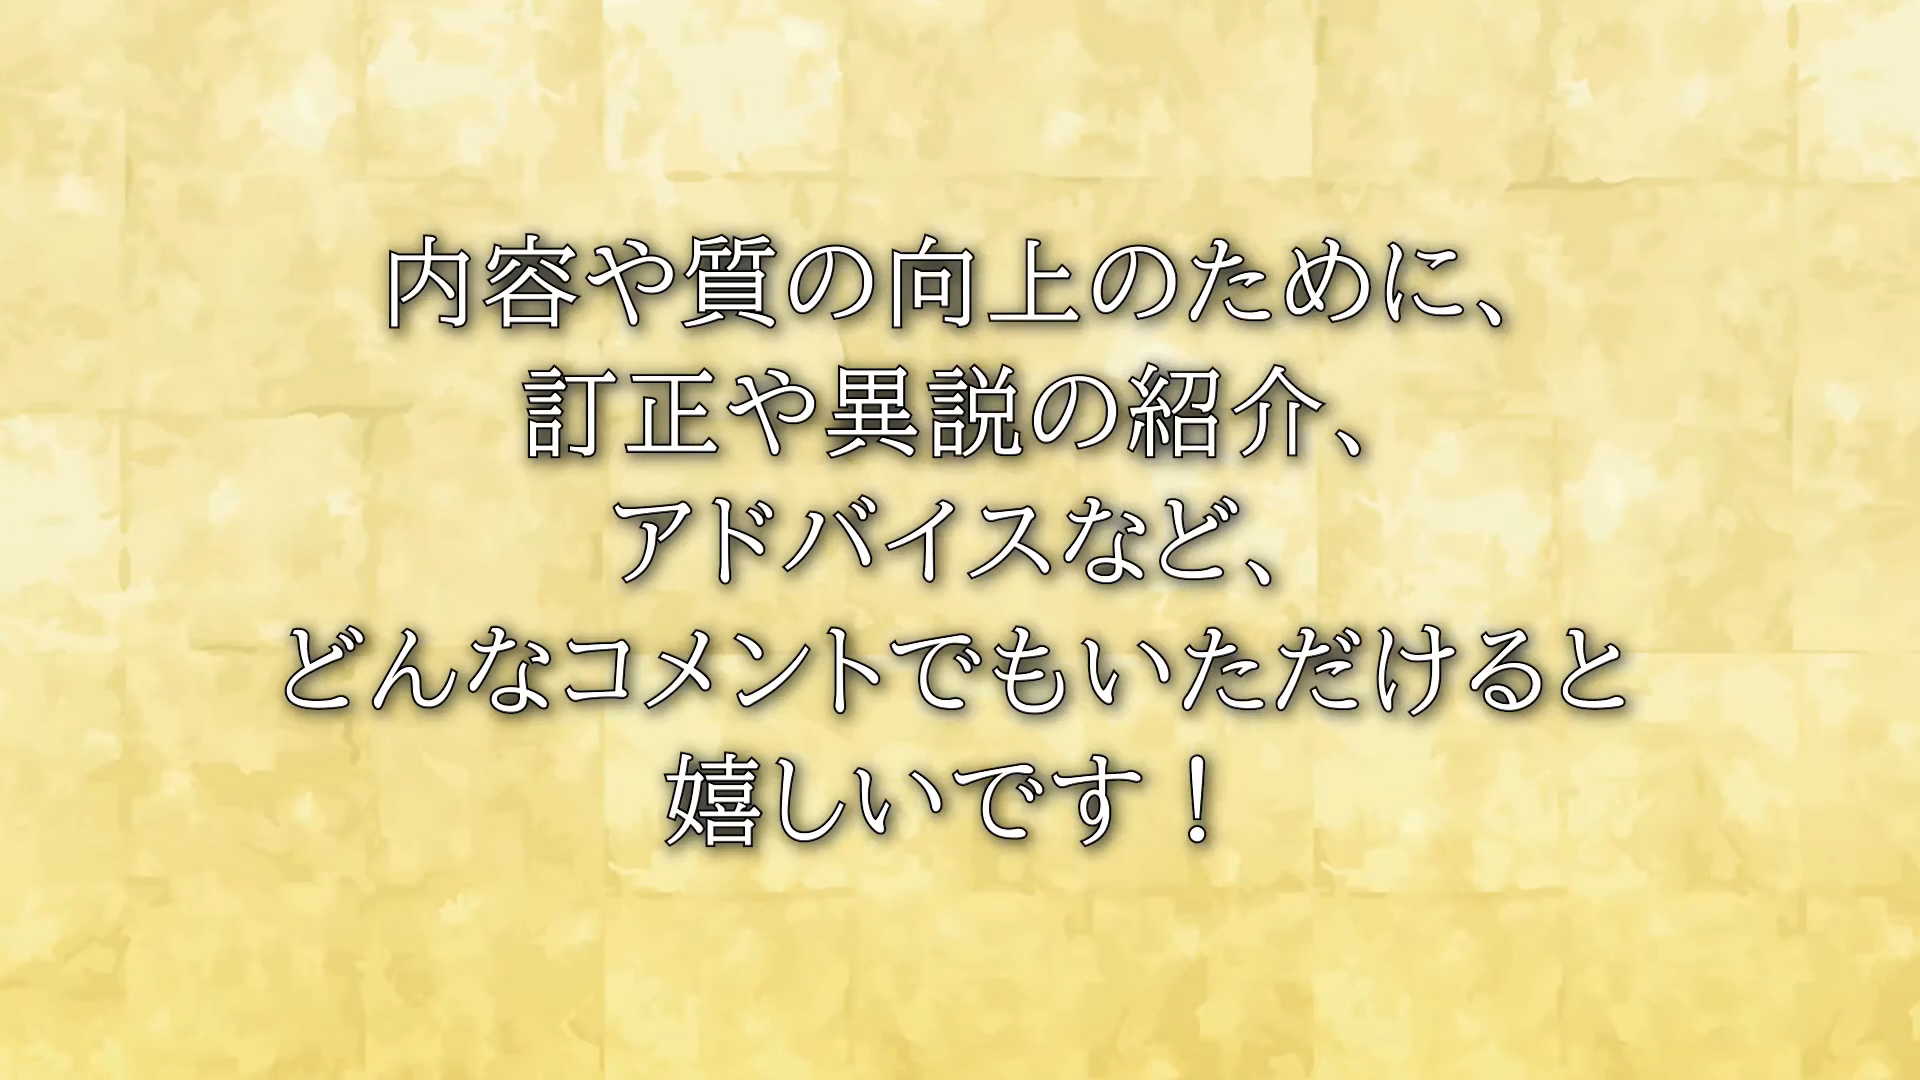 内容や質の向上のために、
訂正や異説の紹介、
アドバイスなど、
どんなコメントでもいただけると
嬉しいです！